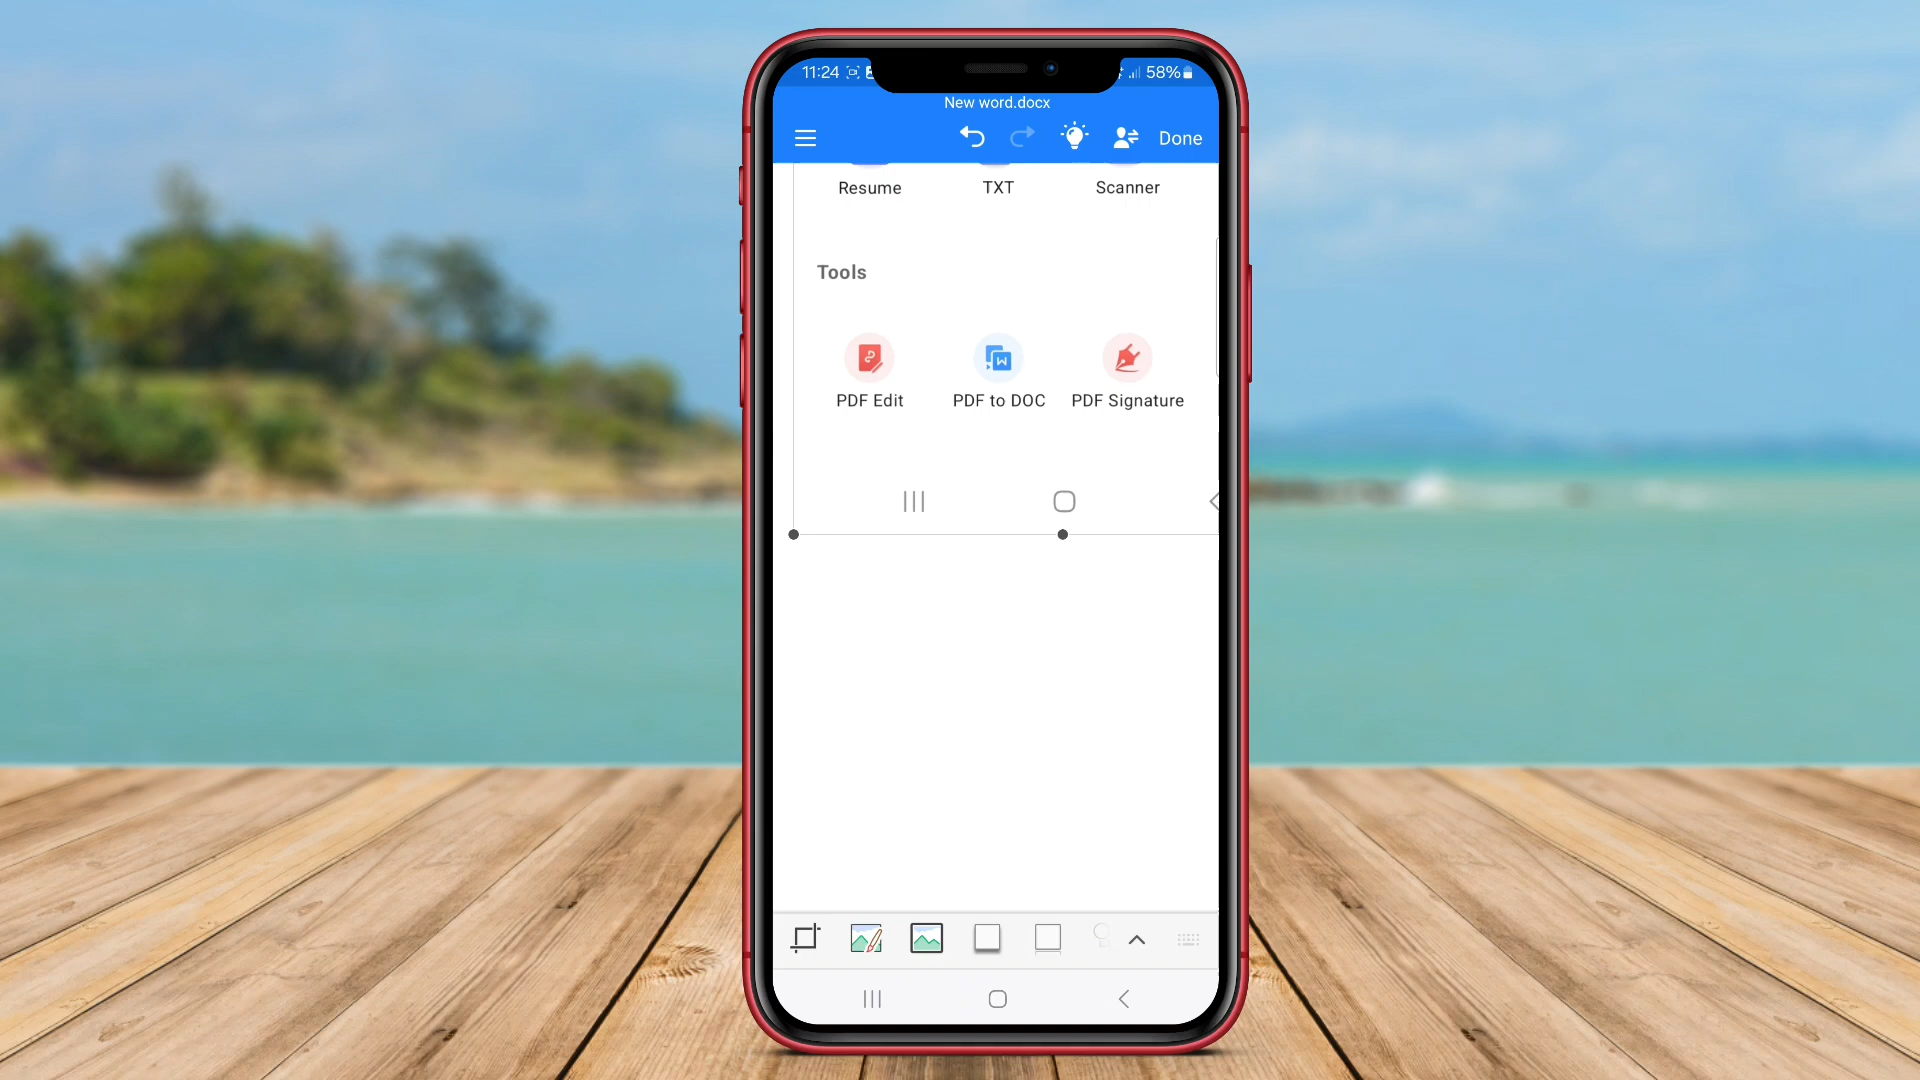 11:24 58%
New word.docx
Done
Resume TXT Scanner
Tools
PDF Edit PDF to DOC PDF Signature